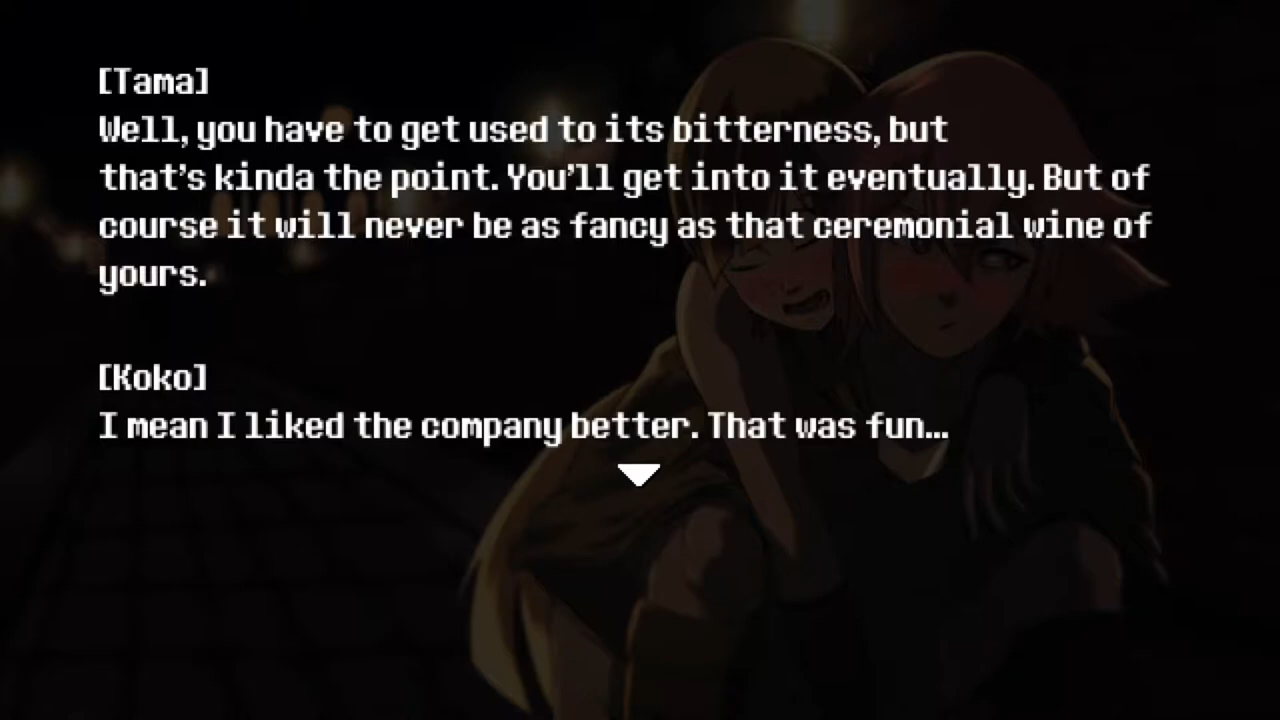 [Tama]
Well, you have to get used to its bitterness, but
that's kinda the point. You'll get into it eventually. But of
course it will never be as fancy as that ceremonial wine of
yours.
[Koko]
I mean I liked the company better. That was fun...